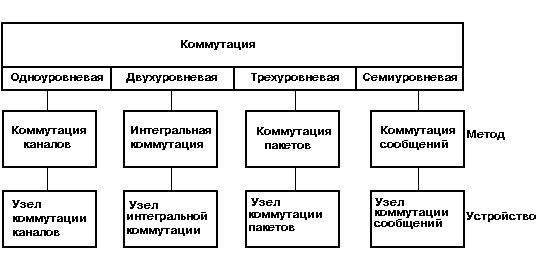 Коммутация
Одноуровневая Двухуровневая Трехуровневая Семиуровневая
Коммутация
каналов
Интегральная
коммутация
Коммутация
пакетов
Коммутация
сообщений
Метод
Узел
коммутации
каналов
Узел
интегральной
коммутации
Узел
коммутации
пакетов
Узел
коммутации
сообщений
Устройство